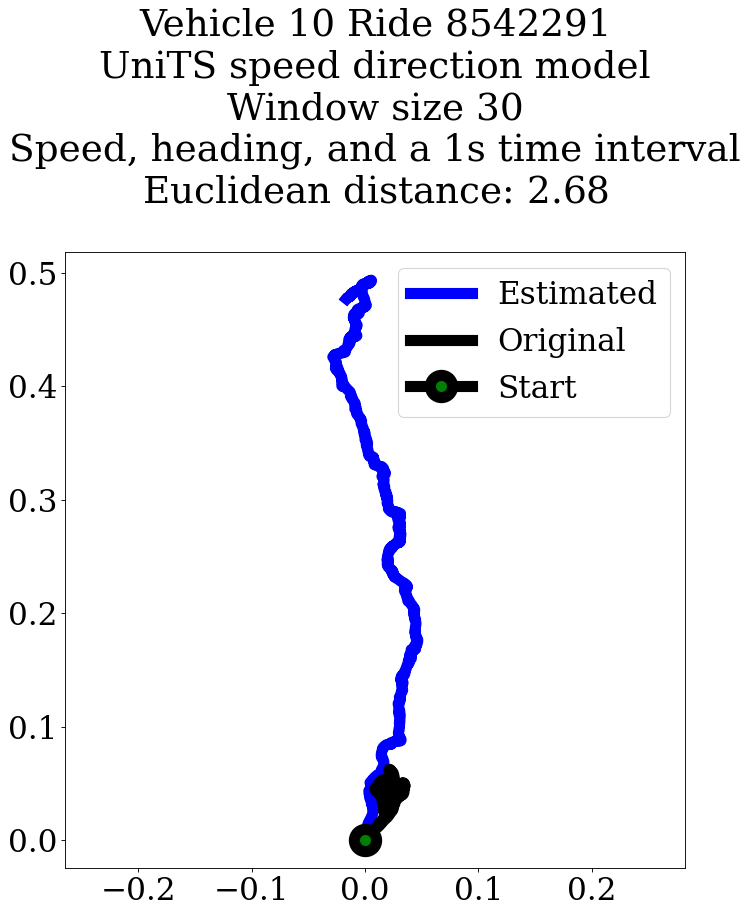 Vehicle 10 Ride 8542291
UniTS speed direction model
Window size 30
Speed, heading, and a 1s time interval
Euclidean distance: 2.68
Estimated
Original
Start
0.5
0.4
0.3
0.2
0.1
0.0
−0.2 −0.1 0.0 0.1 0.2